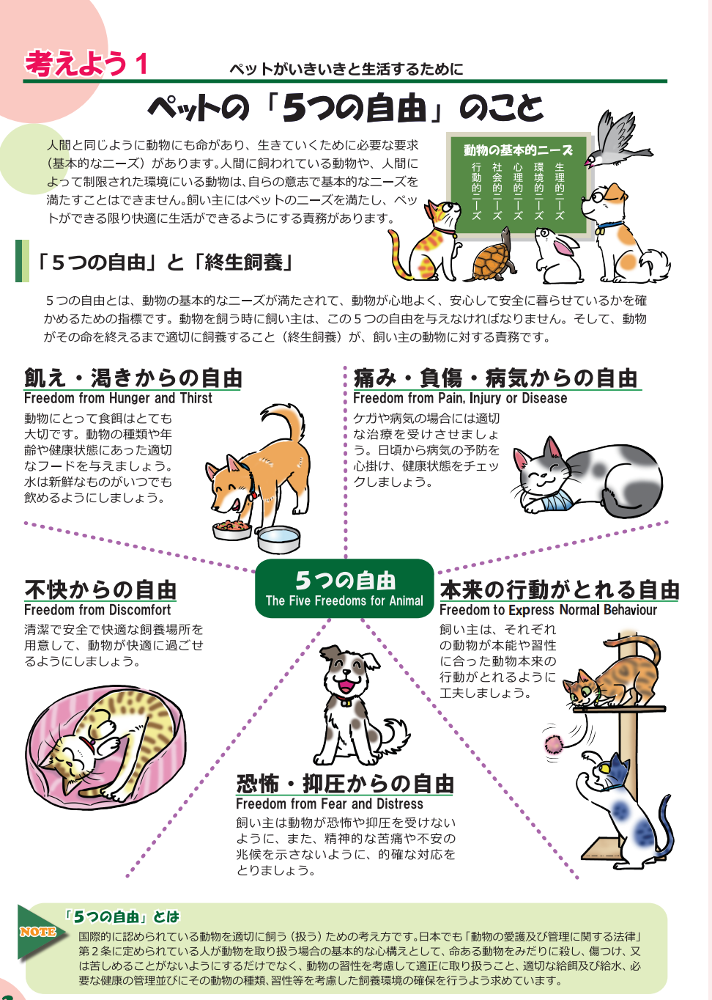 考えよう 1
ペットがいきいきと生活するために
ペットの「５つの自由」のこと
人間と同じように動物にも命があり、生きていくために必要な要求
（基本的なニーズ）があります。人間に飼われている動物や、人間に
よって制限された環境にいる動物は、自らの意志で基本的なニーズを
満たすことはできません。飼い主にはペットのニーズを満たし、ペッ
トができる限り快適に生活ができるようにする責務があります。
動物の基本的ニーズ
生理的ニーズ
環境的ニーズ
心理的ニーズ
社会的ニーズ
行動的ニーズ
「５つの自由」と「終生飼養」
５つの自由とは、動物の基本的なニーズが満たされて、動物が心地よく、安心して安全に暮らせているかを確
かめるための指標です。動物を飼う時に飼い主は、この５つの自由を与えなければなりません。そして、動物
がその命を終えるまで適切に飼養すること（終生飼養）が、飼い主の動物に対する責務です。
飢え・渇きからの自由
Freedom from Hunger and Thirst
動物にとって食餌はとても
大切です。動物の種類や年
齢や健康状態にあった適切
なフードを与えましょう。
水は新鮮なものがいつでも
飲めるようにしましょう。
痛み・負傷・病気からの自由
Freedom from Pain, Injury or Disease
ケガや病気の場合には適切
な治療を受けさせましょ
う。日頃から病気の予防を
心掛け、健康状態をチェッ
クしましょう。
５つの自由
The Five Freedoms for Animal
不快からの自由
Freedom from Discomfort
清潔で安全で快適な飼養場所を
用意して、動物が快適に過ごせ
るようにしましょう。
本来の行動がとれる自由
Freedom to Express Normal Behaviour
飼い主は、それぞれ
の動物が本能や習性
に合った動物本来の
行動がとれるように
工夫しましょう。
恐怖・抑圧からの自由
Freedom from Fear and Distress
飼い主は動物が恐怖や抑圧を受けない
ように、また、精神的な苦痛や不安の
兆候を示さないように、的確な対応を
とりましょう。
NOTE
「５つの自由」とは
国際的に認められている動物を適切に飼う（扱う）ための考え方です。日本でも「動物の愛護及び管理に関する法律」
第２条に定められている人が動物を取り扱う場合の基本的な心構えとして、命ある動物をみだりに殺し、傷つけ、又
は苦しめることがないようにするだけでなく、動物の習性を考慮して適正に取り扱うこと、適切な給餌及び給水、必
要な健康の管理並びにその動物の種類、習性等を考慮した飼養環境の確保を行うよう求めています。